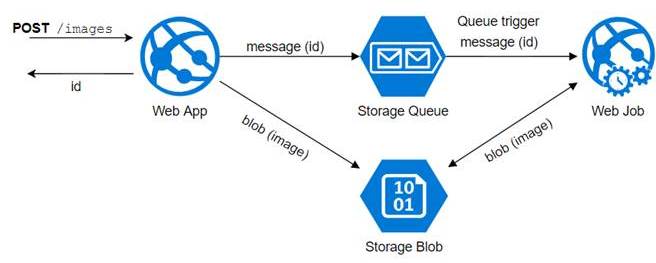 POST /images
id
Web App
message (id)
blob (image)
Storage Queue
Queue trigger
message (id)
Web Job
blob (image)
10
01
Storage Blob